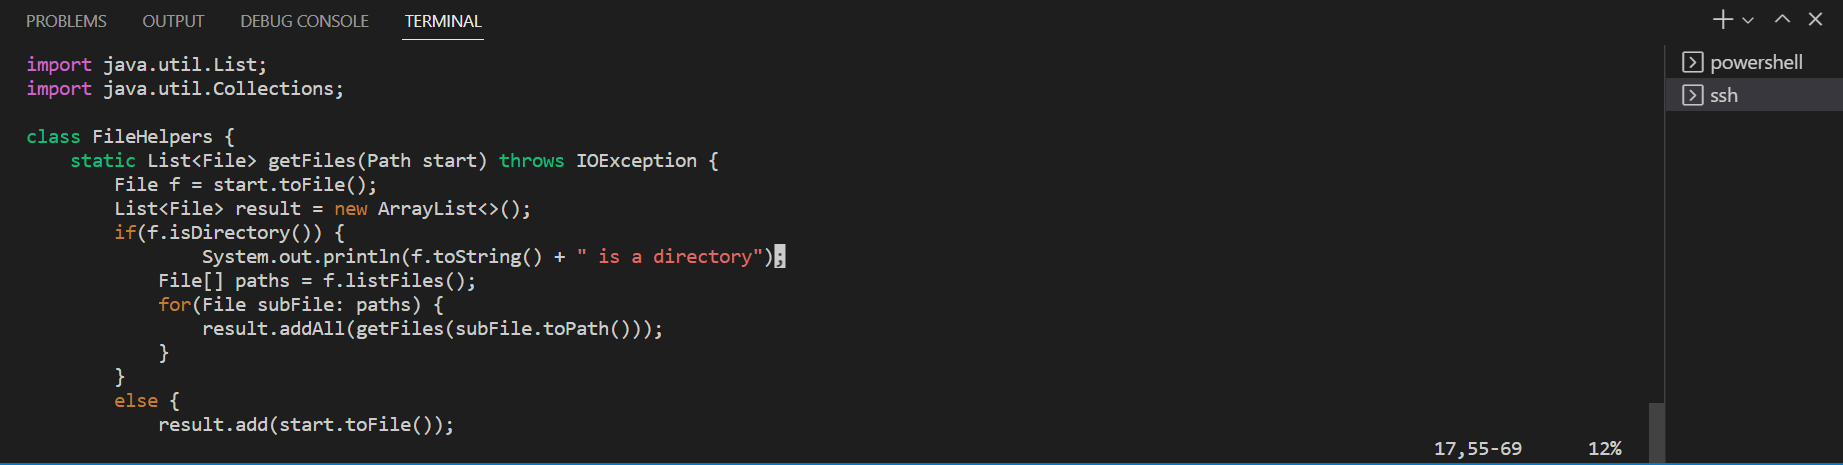 PROBLEMS OUTPUT DEBUG CONSOLE TERMINAL
import java.util.List;
import java.util.Collections;
class FileHelpers {
    static List<File> getFiles(Path start) throws IOException {
        File f = start.toFile();
        List<File> result = new ArrayList<>();
        if(f.isDirectory()) {
                System.out.println(f.toString() + " is a directory");
            File[] paths = f.listFiles();
            for(File subFile: paths) {
                result.addAll(getFiles(subFile.toPath()));
            }
        }
        else {
            result.add(start.toFile());
17,55-69 12%
powershell
ssh